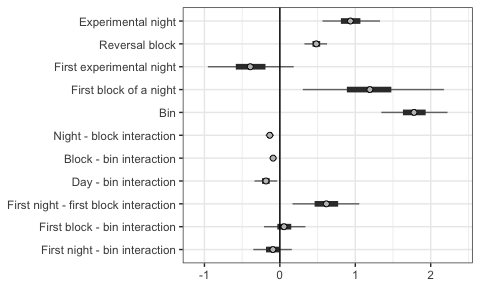 Experimental night
Reversal block
First experimental night
First block of a night
Bin
Night - block interaction
Block - bin interaction
Day - bin interaction
First night - first block interaction
First block - bin interaction
First night - bin interaction
-1 0 1 2